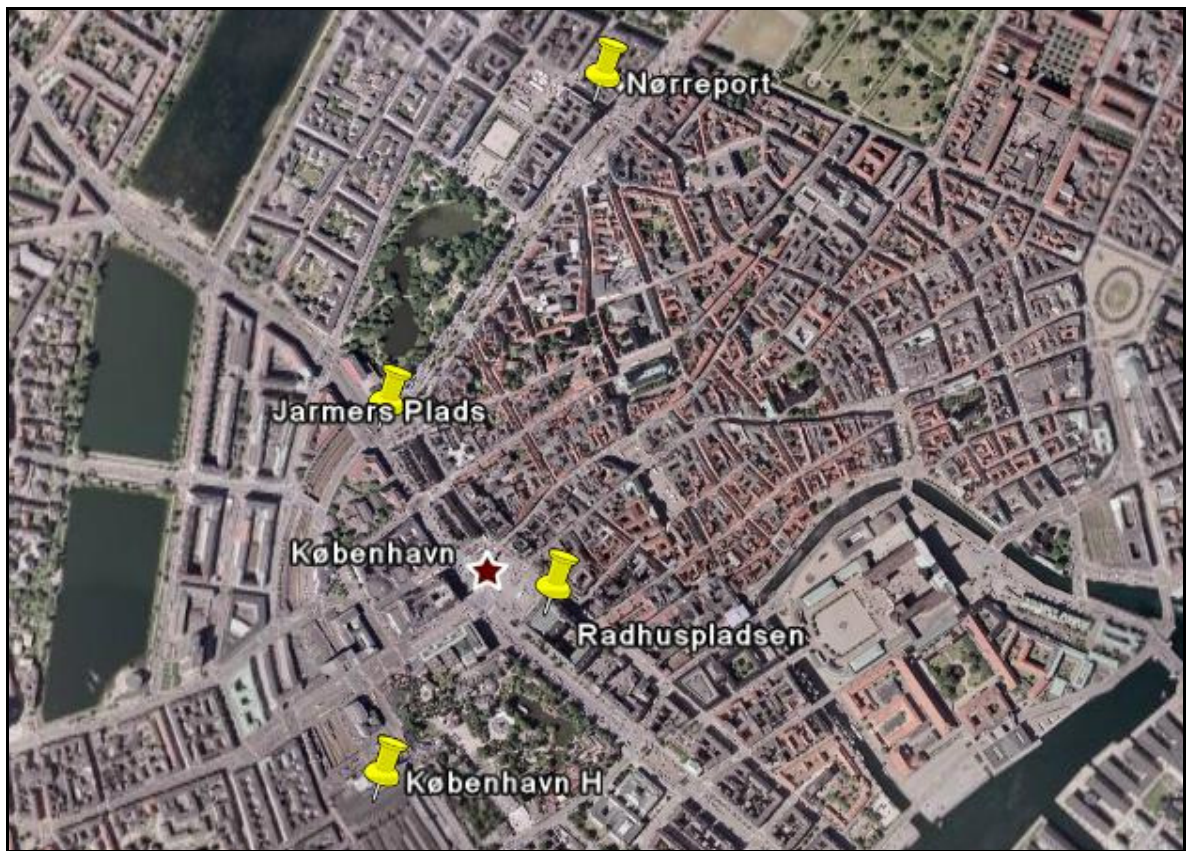 Nørreport
Jarmers Plads
København
Radhuspladsen
København H